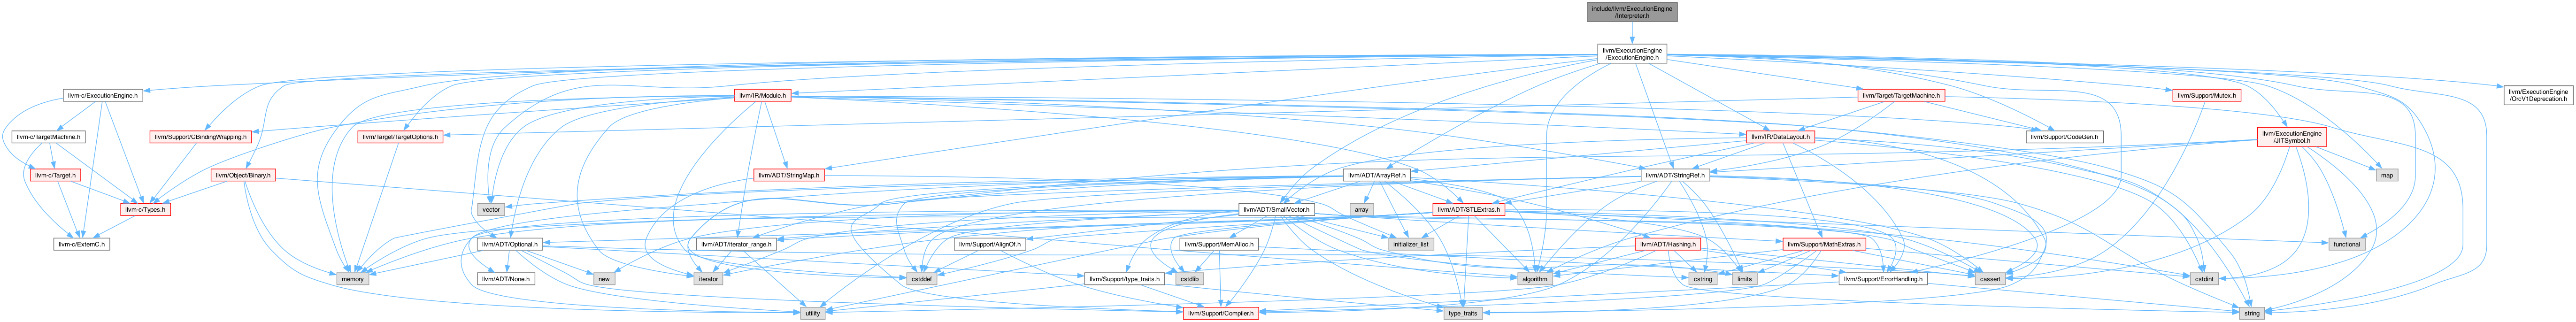 include/llvm/ExecutionEngine
/Interpreter.h
llvm/ExecutionEngine
/ExecutionEngine.h
llvm-c/ExecutionEngine.h
llvm/IR/Module.h
llvm/Target/TargetMachine.h
llvm/Support/Mutex.h
llvm/ExecutionEngine
/OrcV1Deprecation.h
llvm-c/TargetMachine.h
llvm/Support/CBindingWrapping.h
llvm/Target/TargetOptions.h
llvm/IR/DataLayout.h
llvm/Support/CodeGen.h
llvm/ExecutionEngine
/JITSymbol.h
llvm-c/Target.h
llvm/Object/Binary.h
llvm/ADT/StringMap.h
llvm/ADT/ArrayRef.h
llvm/ADT/StringRef.h
map
llvm-c/Types.h
vector
llvm/ADT/SmallVector.h
array
llvm/ADT/STLExtras.h
llvm-c/ExternC.h
llvm/ADT/Optional.h
llvm/ADT/iterator_range.h
llvm/Support/AlignOf.h
llvm/Support/MemAlloc.h
initializer_list
llvm/ADT/Hashing.h
llvm/Support/MathExtras.h
functional
memory
llvm/ADT/None.h
new
iterator
cstddef
llvm/Support/type_traits.h
cstdlib
algorithm
cstring
limits
llvm/Support/ErrorHandling.h
cassert
cstdint
utility
llvm/Support/Compiler.h
type_traits
string